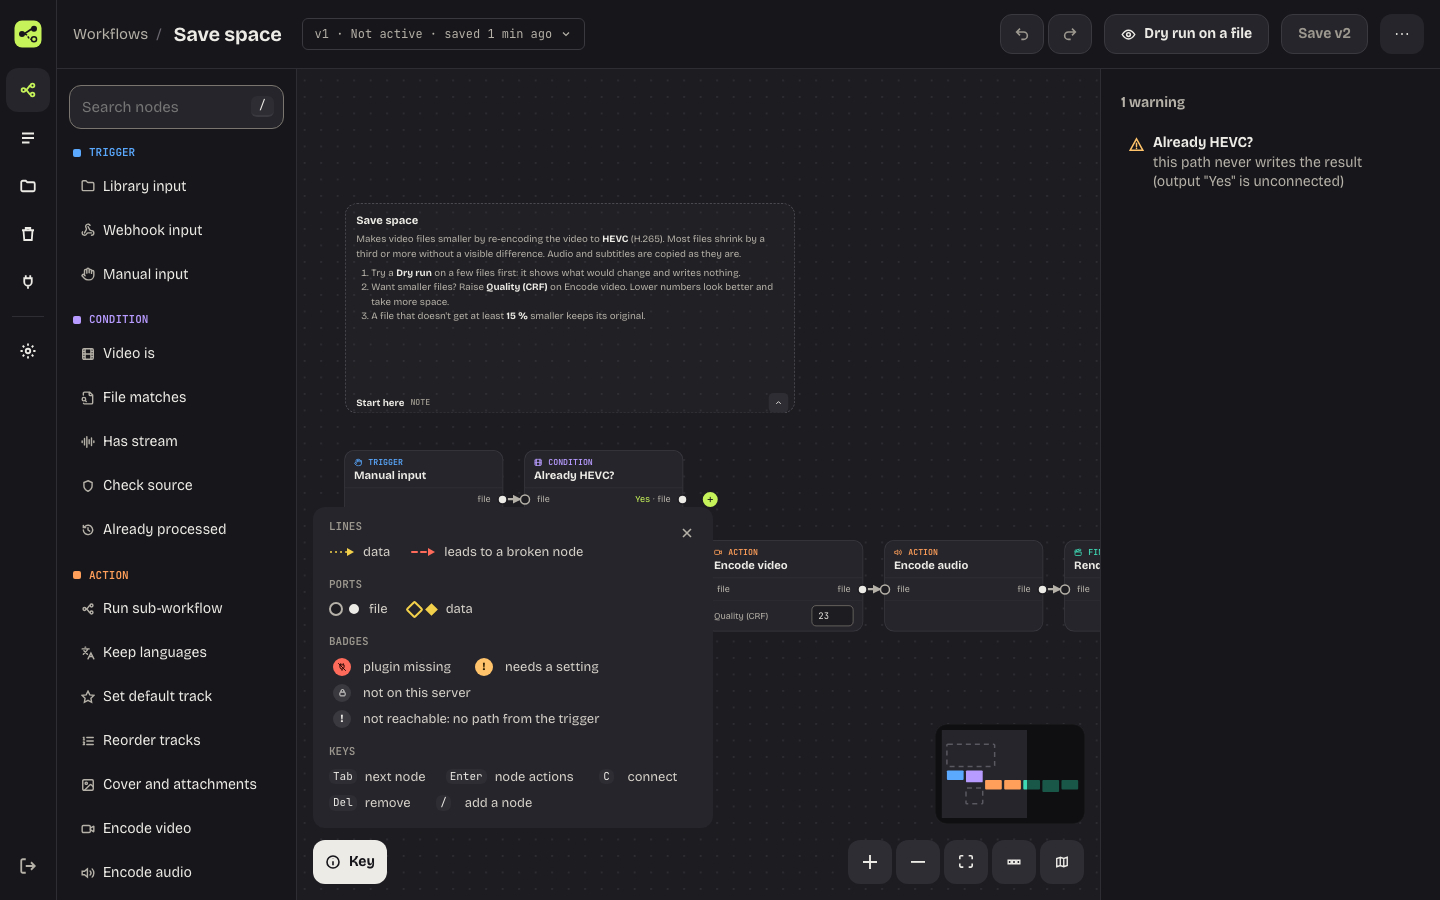 Workflows / Save space
v1 · Not active · saved 1 min ago
Dry run on a file
Save v2
Search nodes /
TRIGGER
Library input
Webhook input
Manual input
CONDITION
Video is
File matches
Has stream
Check source
Already processed
ACTION
Run sub-workflow
Keep languages
Set default track
Reorder tracks
Cover and attachments
Encode video
Encode audio
Save space
Makes video files smaller by re-encoding the video to HEVC (H.265). Most files shrink by a
third or more without a visible difference. Audio and subtitles are copied as they are.
1. Try a Dry run on a few files first: it shows what would change and writes nothing.
2. Want smaller files? Raise Quality (CRF) on Encode video. Lower numbers look better and
take more space.
3. A file that doesn't get at least 15 % smaller keeps its original.
Start here NOTE
TRIGGER
Manual input
file
CONDITION
Already HEVC?
file Yes · file
LINES
data leads to a broken node
PORTS
file data
BADGES
plugin missing ! needs a setting
not on this server
! not reachable: no path from the trigger
KEYS
Tab next node Enter node actions C connect
Del remove / add a node
Key
ACTION
Encode video
file file
Quality (CRF) 23
ACTION
Encode audio
file file
FI
Ren
file
1 warning
Already HEVC?
this path never writes the result
(output "Yes" is unconnected)